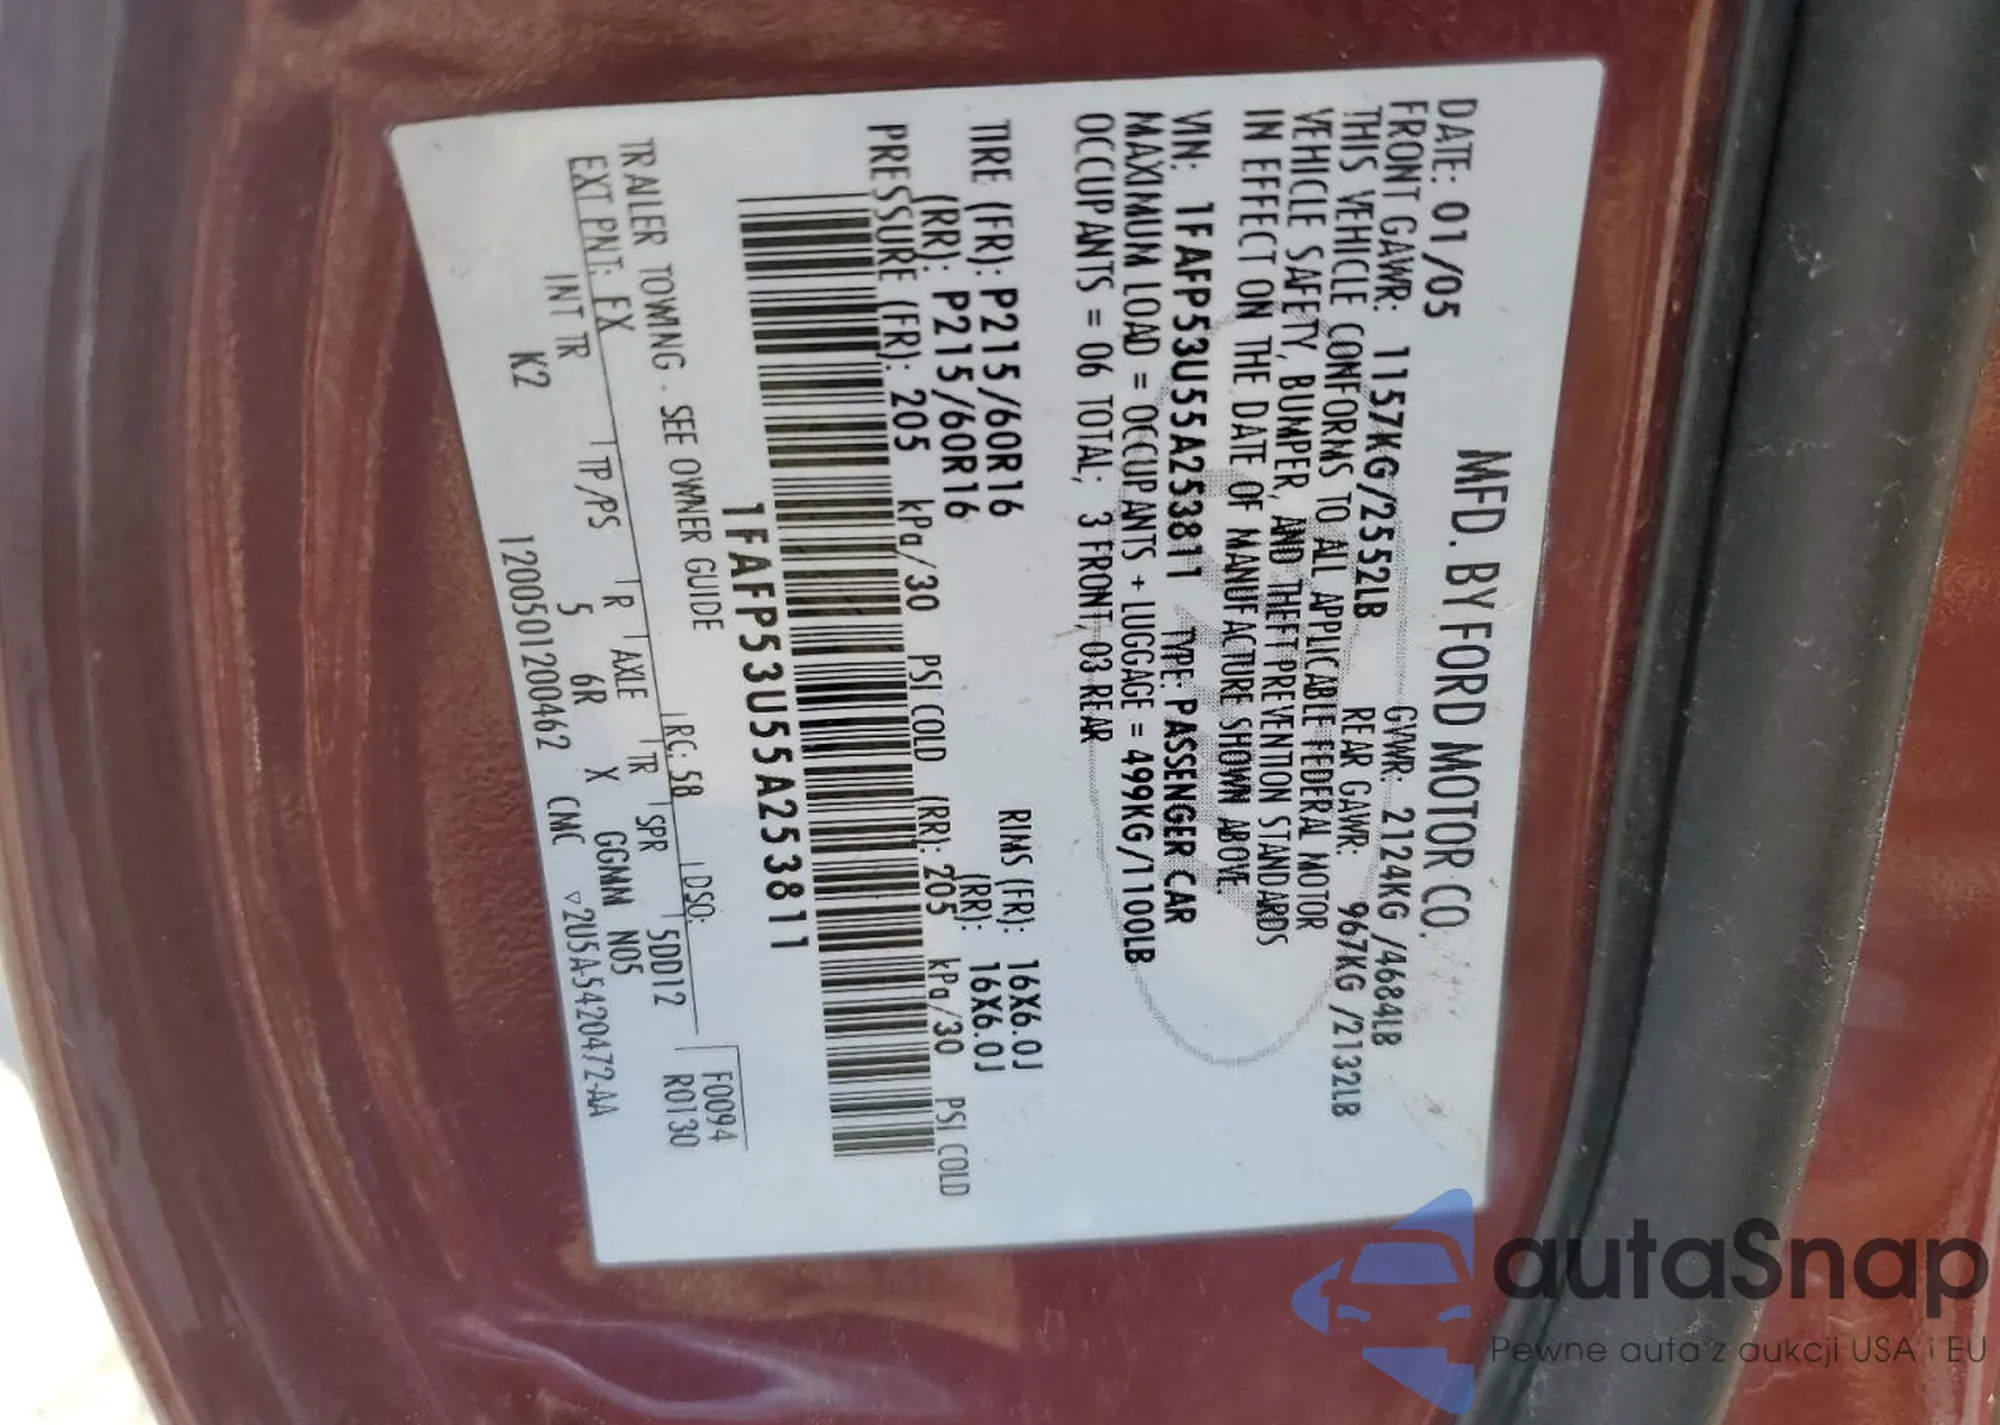 MFD. BY FORD MOTOR CO.
DATE: 01/05 GVWR: 2124KG /4684LB
FRONT GAWR: 1157KG/2552LB REAR GAWR: 967KG /2132LB
THIS VEHICLE CONFORMS TO ALL APPLICABLE FEDERAL MOTOR
VEHICLE SAFETY, BUMPER, AND THEFT PREVENTION STANDARDS
IN EFFECT ON THE DATE OF MANUFACTURE SHOWN ABOVE.
VIN: 1FAFP53U55A253811 TYPE: PASSENGER CAR
MAXIMUM LOAD = OCCUPANTS + LUGGAGE = 499KG/1100LB
OCCUPANTS = 06 TOTAL; 3 FRONT, 03 REAR
TIRE (FR): P215/60R16 RIMS (FR): 16X6.0J
(RR): P215/60R16 (RR): 16X6.0J
PRESSURE (FR): 205 kPa/30 PSI COLD (RR): 205 kPa/30 PSI COLD
1FAFP53U55A253811
TRAILER TOWING - SEE OWNER GUIDE F0094
EXT PNT: FX RC: 58 DSO: R0130
INT TR TP/PS R AXLE TR SPR 5DD12
K2 5 6R X GGMM N05
1200501200462 CMC ▽2U5A-5420472-AA
autaSnap
Pewne auta z aukcji USA i EU